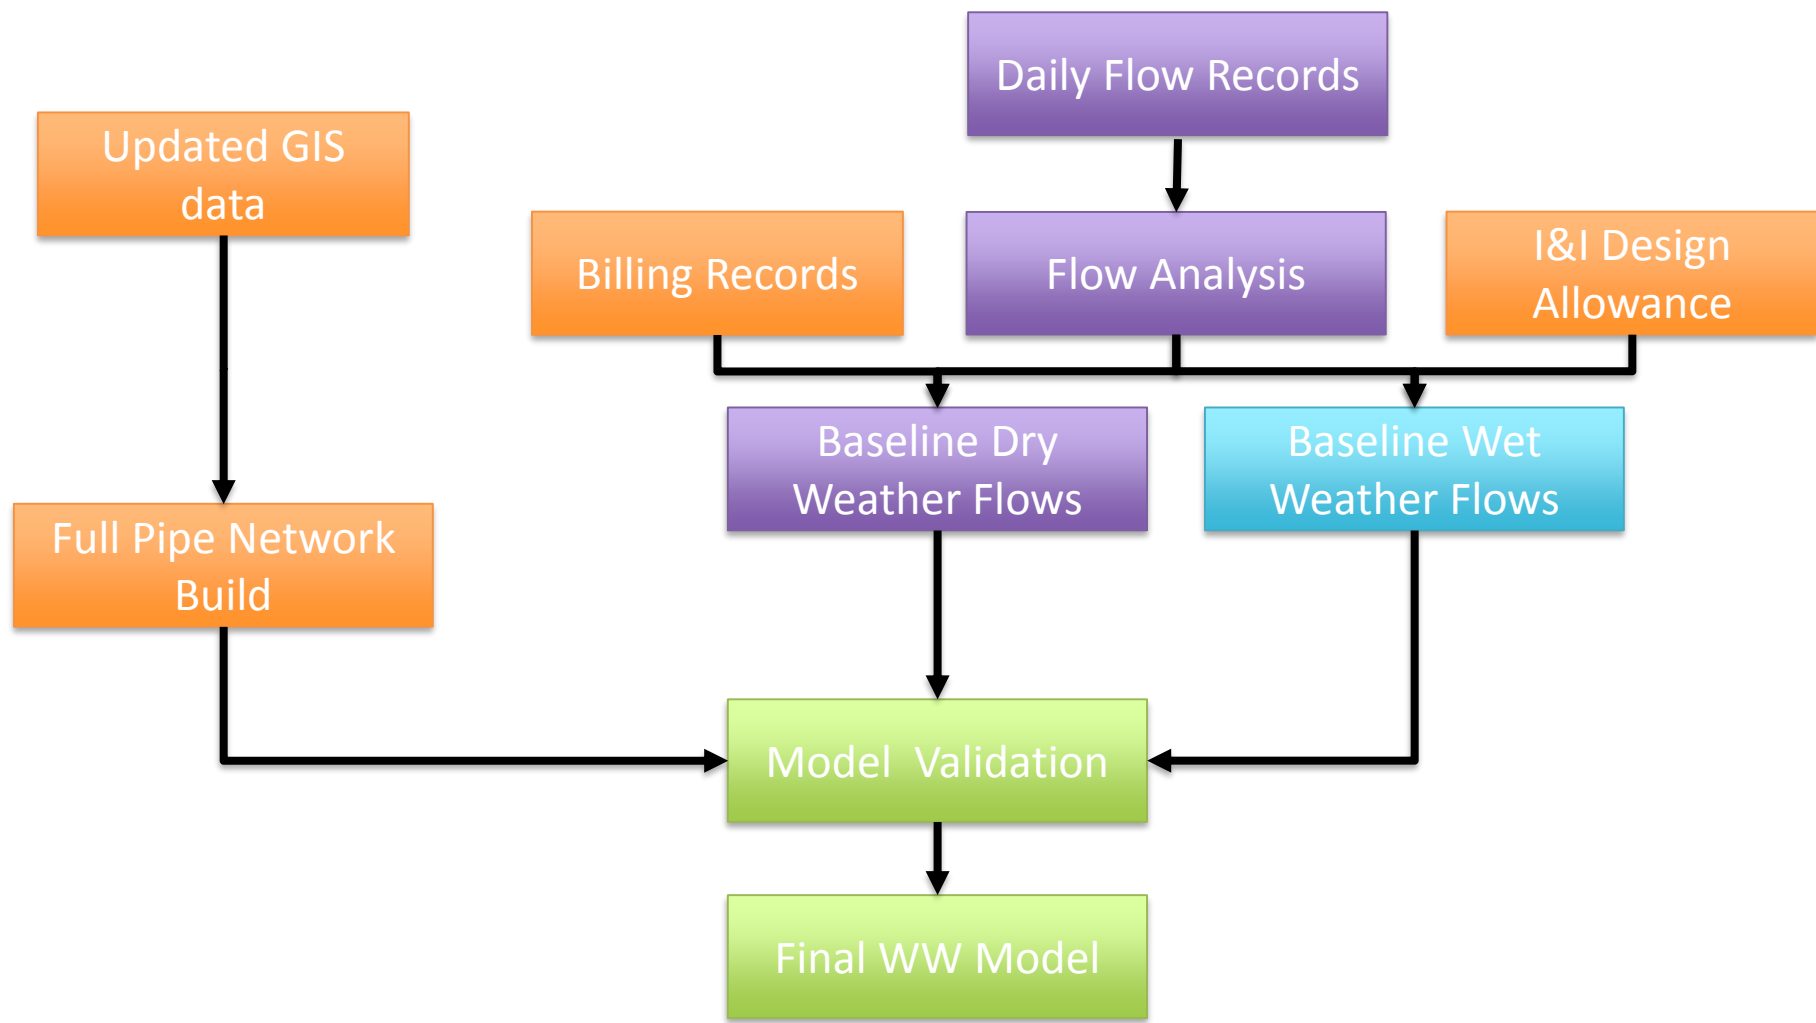 Daily Flow Records
Updated GIS
data
Billing Records
Flow Analysis
I&I Design
Allowance
Baseline Dry
Weather Flows
Baseline Wet
Weather Flows
Full Pipe Network
Build
Model  Validation
Final WW Model